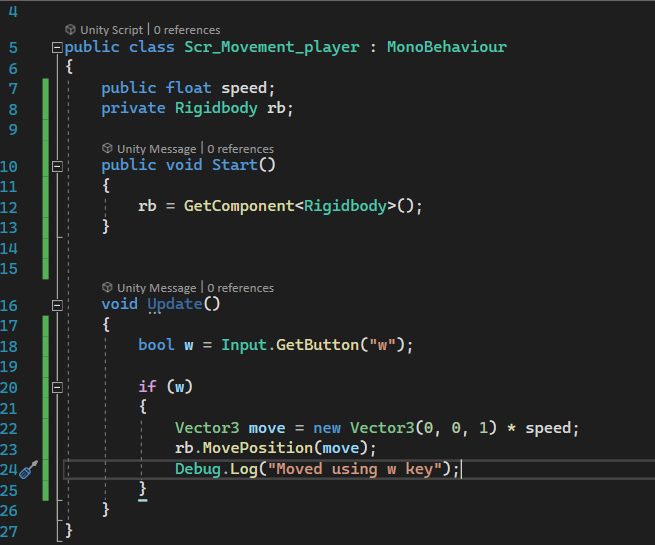 4
Unity Script | 0 references
5 public class Scr_Movement_player : MonoBehaviour
6 {
7 public float speed;
8 private Rigidbody rb;
9
Unity Message | 0 references
10 public void Start()
11 {
12 rb = GetComponent<Rigidbody>();
13 }
14
15
Unity Message | 0 references
16 void Update()
17 {
18 bool w = Input.GetButton("w");
19
20 if (w)
21 {
22 Vector3 move = new Vector3(0, 0, 1) * speed;
23 rb.MovePosition(move);
24 Debug.Log("Moved using w key");
25 }
26 }
27 }